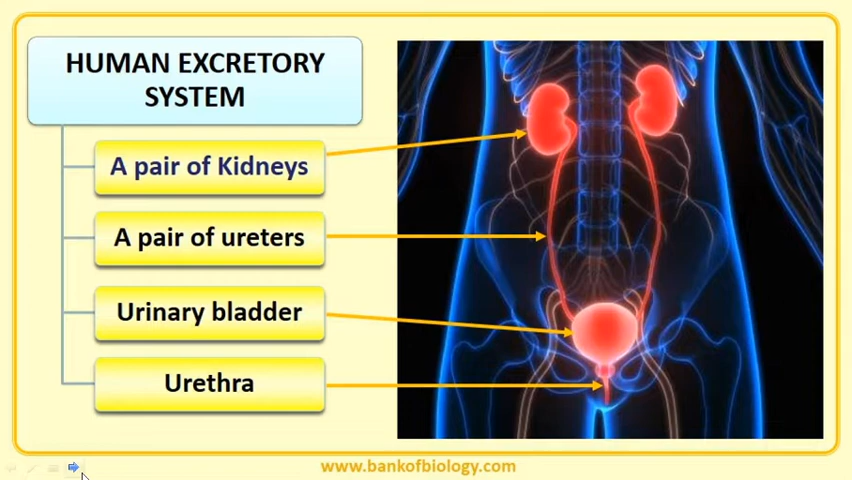 HUMAN EXCRETORY
SYSTEM
A pair of Kidneys
A pair of ureters
Urinary bladder
Urethra
www.bankofbiology.com